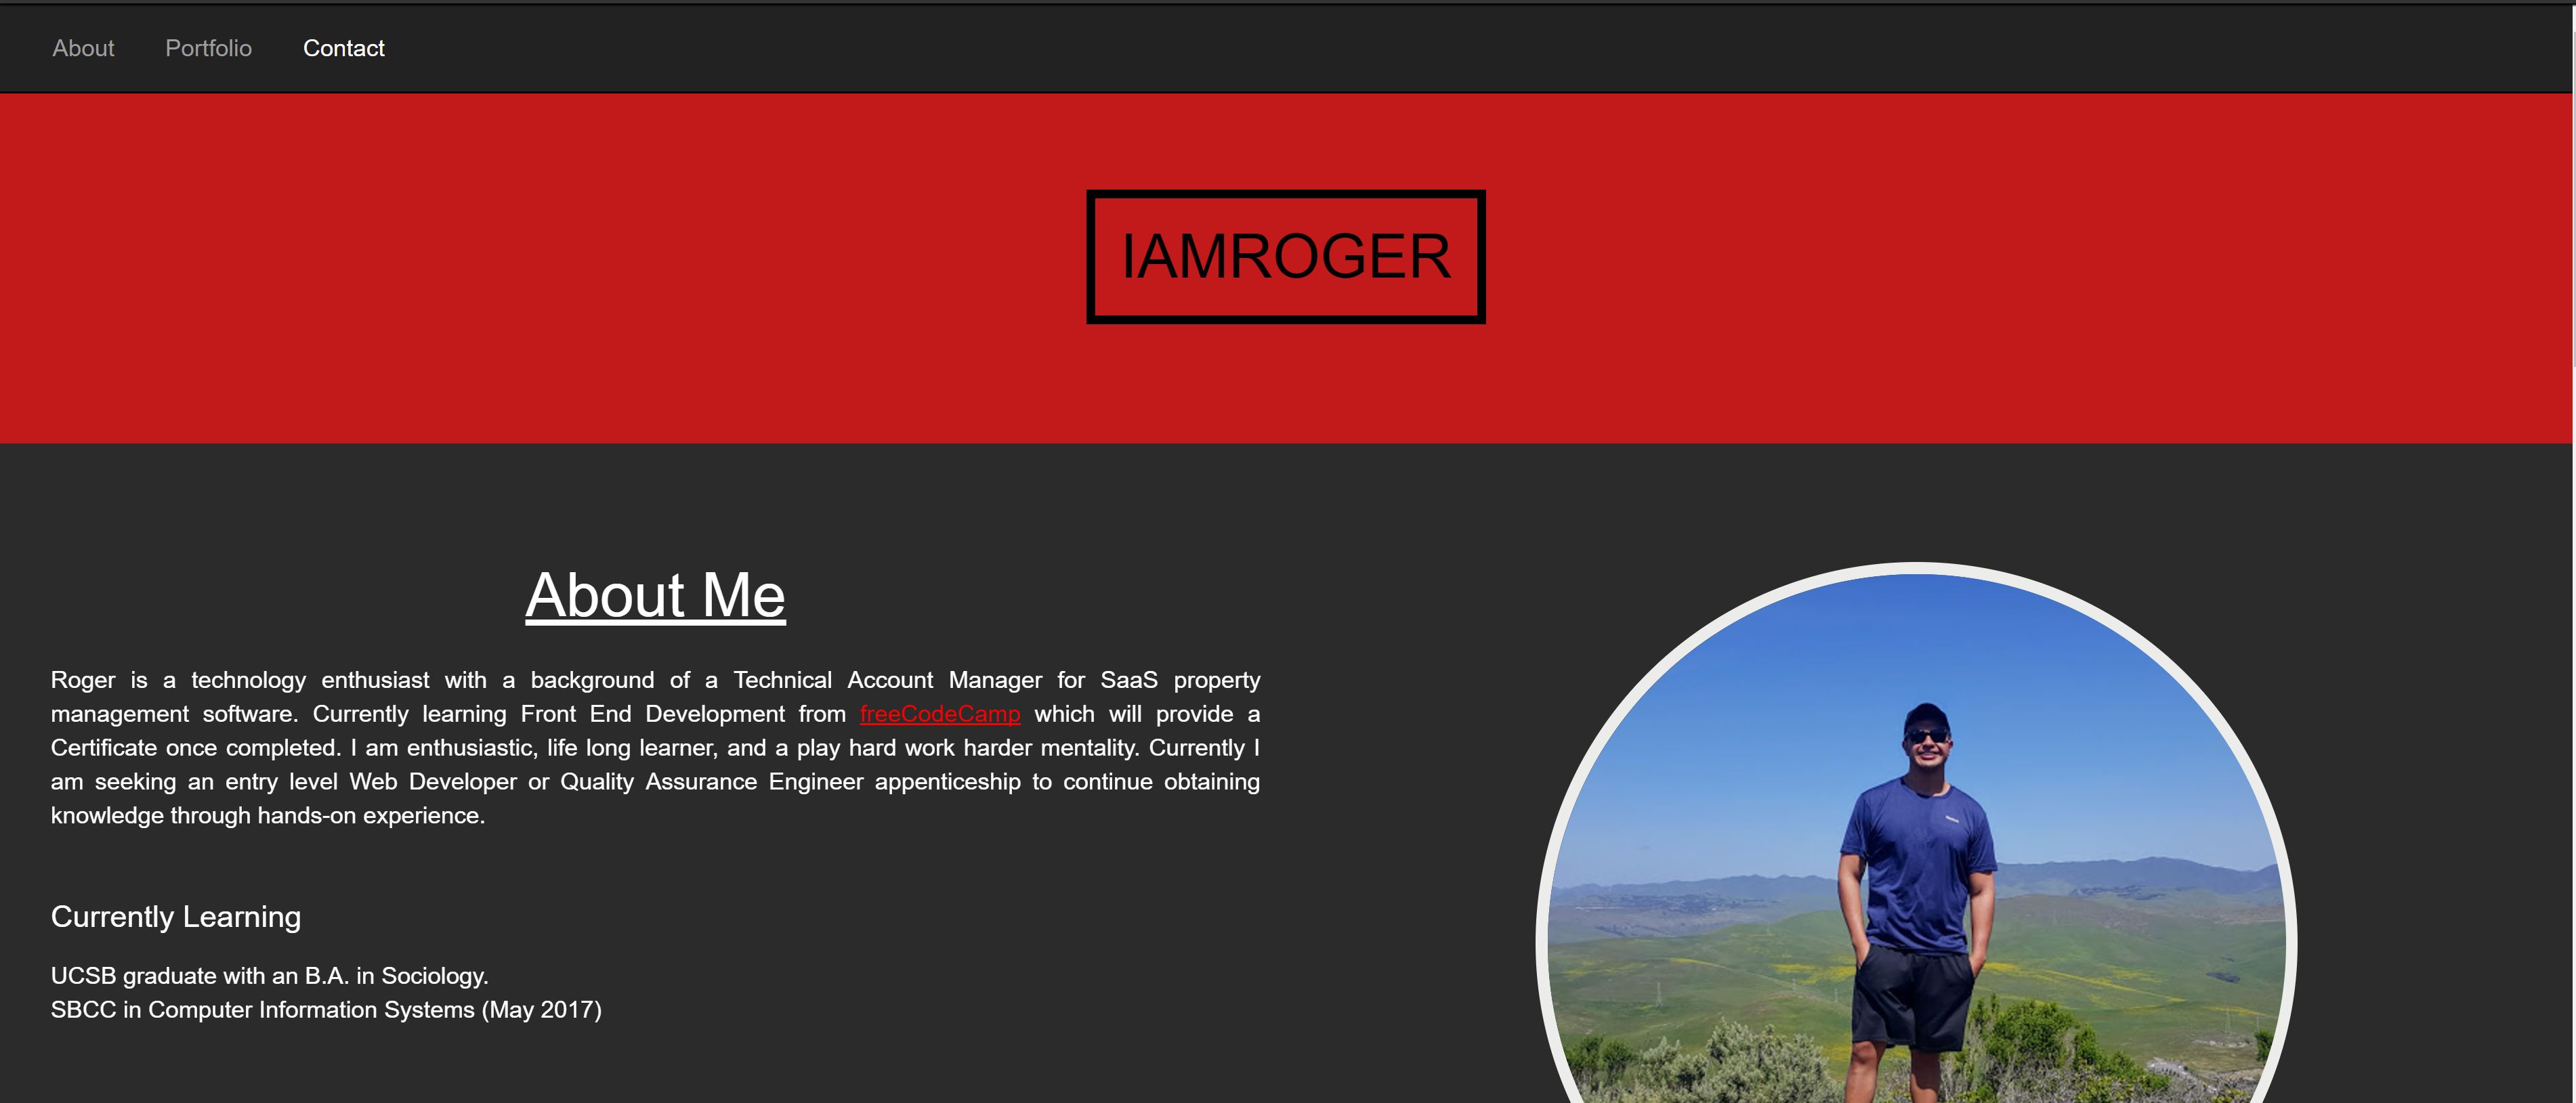 About Portfolio Contact
IAMROGER
About Me
Roger is a technology enthusiast with a background of a Technical Account Manager for SaaS property
management software. Currently learning Front End Development from freeCodeCamp which will provide a
Certificate once completed. I am enthusiastic, life long learner, and a play hard work harder mentality. Currently I
am seeking an entry level Web Developer or Quality Assurance Engineer appenticeship to continue obtaining
knowledge through hands-on experience.
Currently Learning
UCSB graduate with an B.A. in Sociology.
SBCC in Computer Information Systems (May 2017)